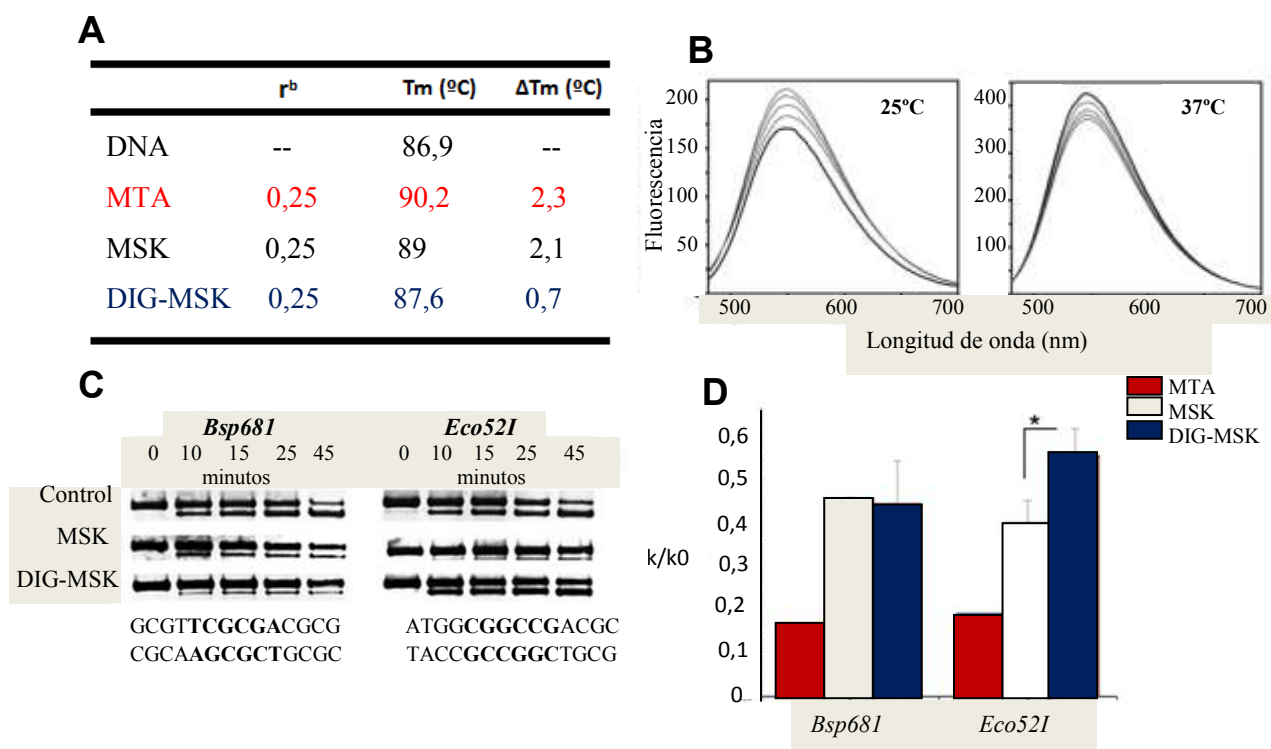 A
rb Tm (ºC) ΔTm (ºC)
DNA -- 86,9 --
MTA 0,25 90,2 2,3
MSK 0,25 89 2,1
DIG-MSK 0,25 87,6 0,7
B
Fluorescencia
200
150
100
50
25ºC
500 600 700
400
300
200
100
37ºC
500 600 700
Longitud de onda (nm)
C
Bsp681 Eco52I
0 10 15 25 45 0 10 15 25 45
minutos minutos
Control
MSK
DIG-MSK
GCGTTCGCGACGCG ATGGCGGCCGACGC
CGCAAGCGCTGCGC TACCGCCGGCTGCG
D
MTA
MSK
DIG-MSK
*
0,6
0,5
0,4
0,3
0,2
0,1
0
k/k0
Bsp681 Eco52I